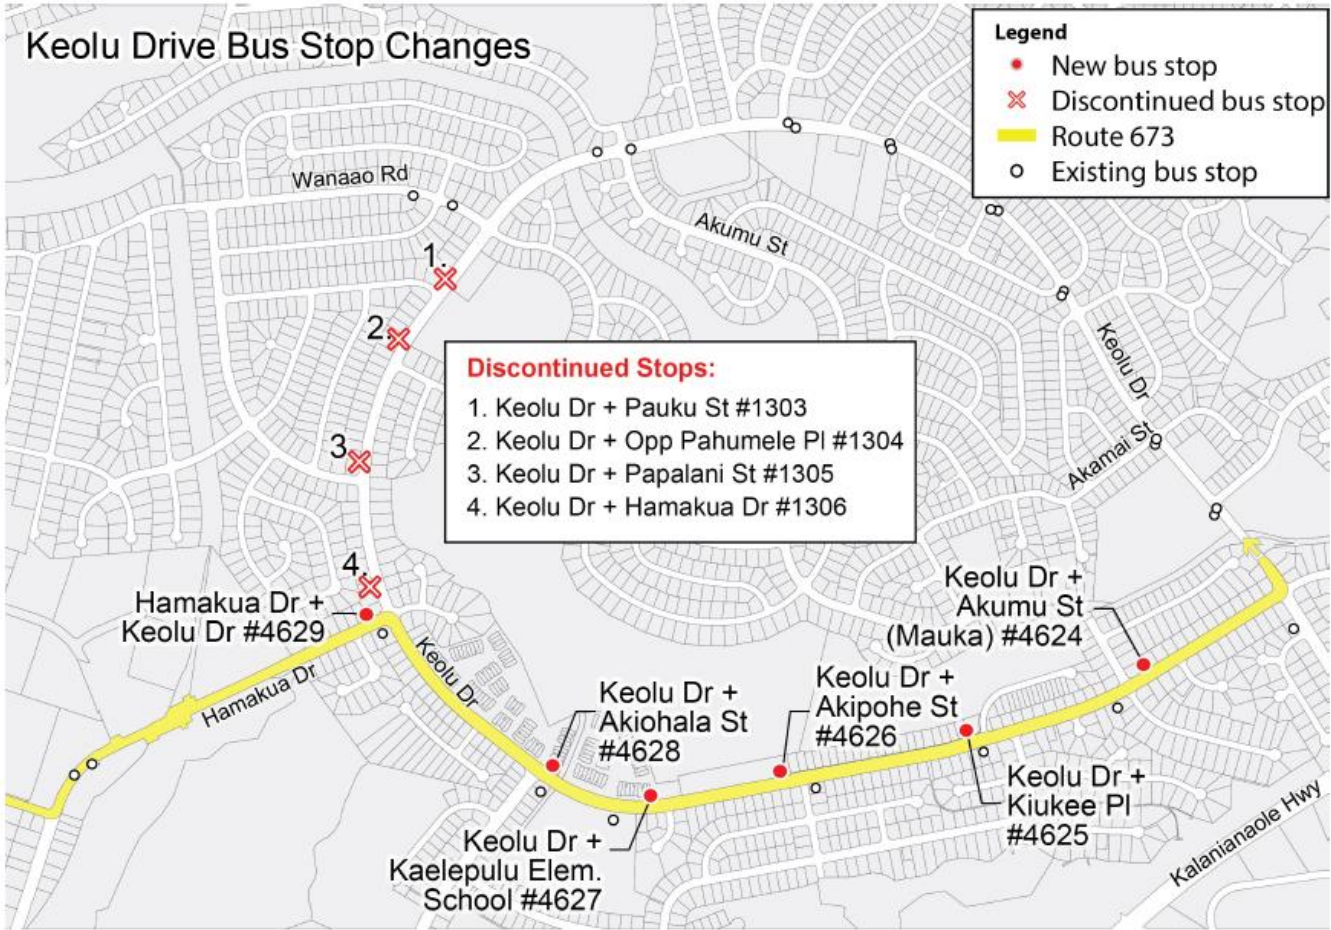 Keolu Drive Bus Stop Changes
Legend
New bus stop
Discontinued bus stop
Route 673
Existing bus stop
Wanaao Rd
Akumu St
1.
2.
3.
4.
Keolu Dr
Akamai St
Discontinued Stops:
1. Keolu Dr + Pauku St #1303
2. Keolu Dr + Opp Pahumele Pl #1304
3. Keolu Dr + Papalani St #1305
4. Keolu Dr + Hamakua Dr #1306
Hamakua Dr +
Keolu Dr #4629
Hamakua Dr
Keolu Dr
Keolu Dr +
Akiohala St
#4628
Keolu Dr +
Kaelepulu Elem.
School #4627
Keolu Dr +
Akipohe St
#4626
Keolu Dr +
Akumu St
(Mauka) #4624
Keolu Dr +
Kiukee Pl
#4625
Kalanianaole Hwy